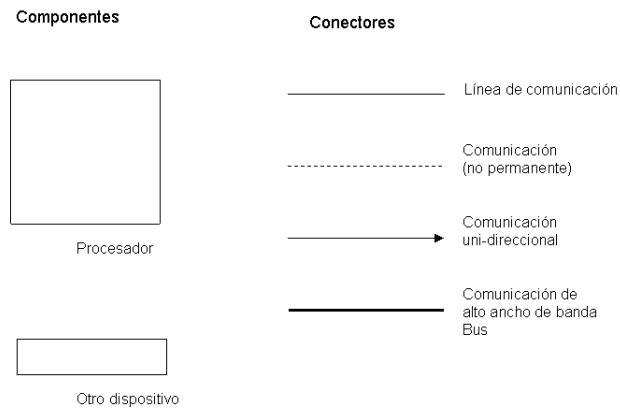 Componentes
Conectores
Línea de comunicación
Comunicación
(no permanente)
Procesador
Comunicación
uni-direccional
Comunicación de
alto ancho de banda
Bus
Otro dispositivo